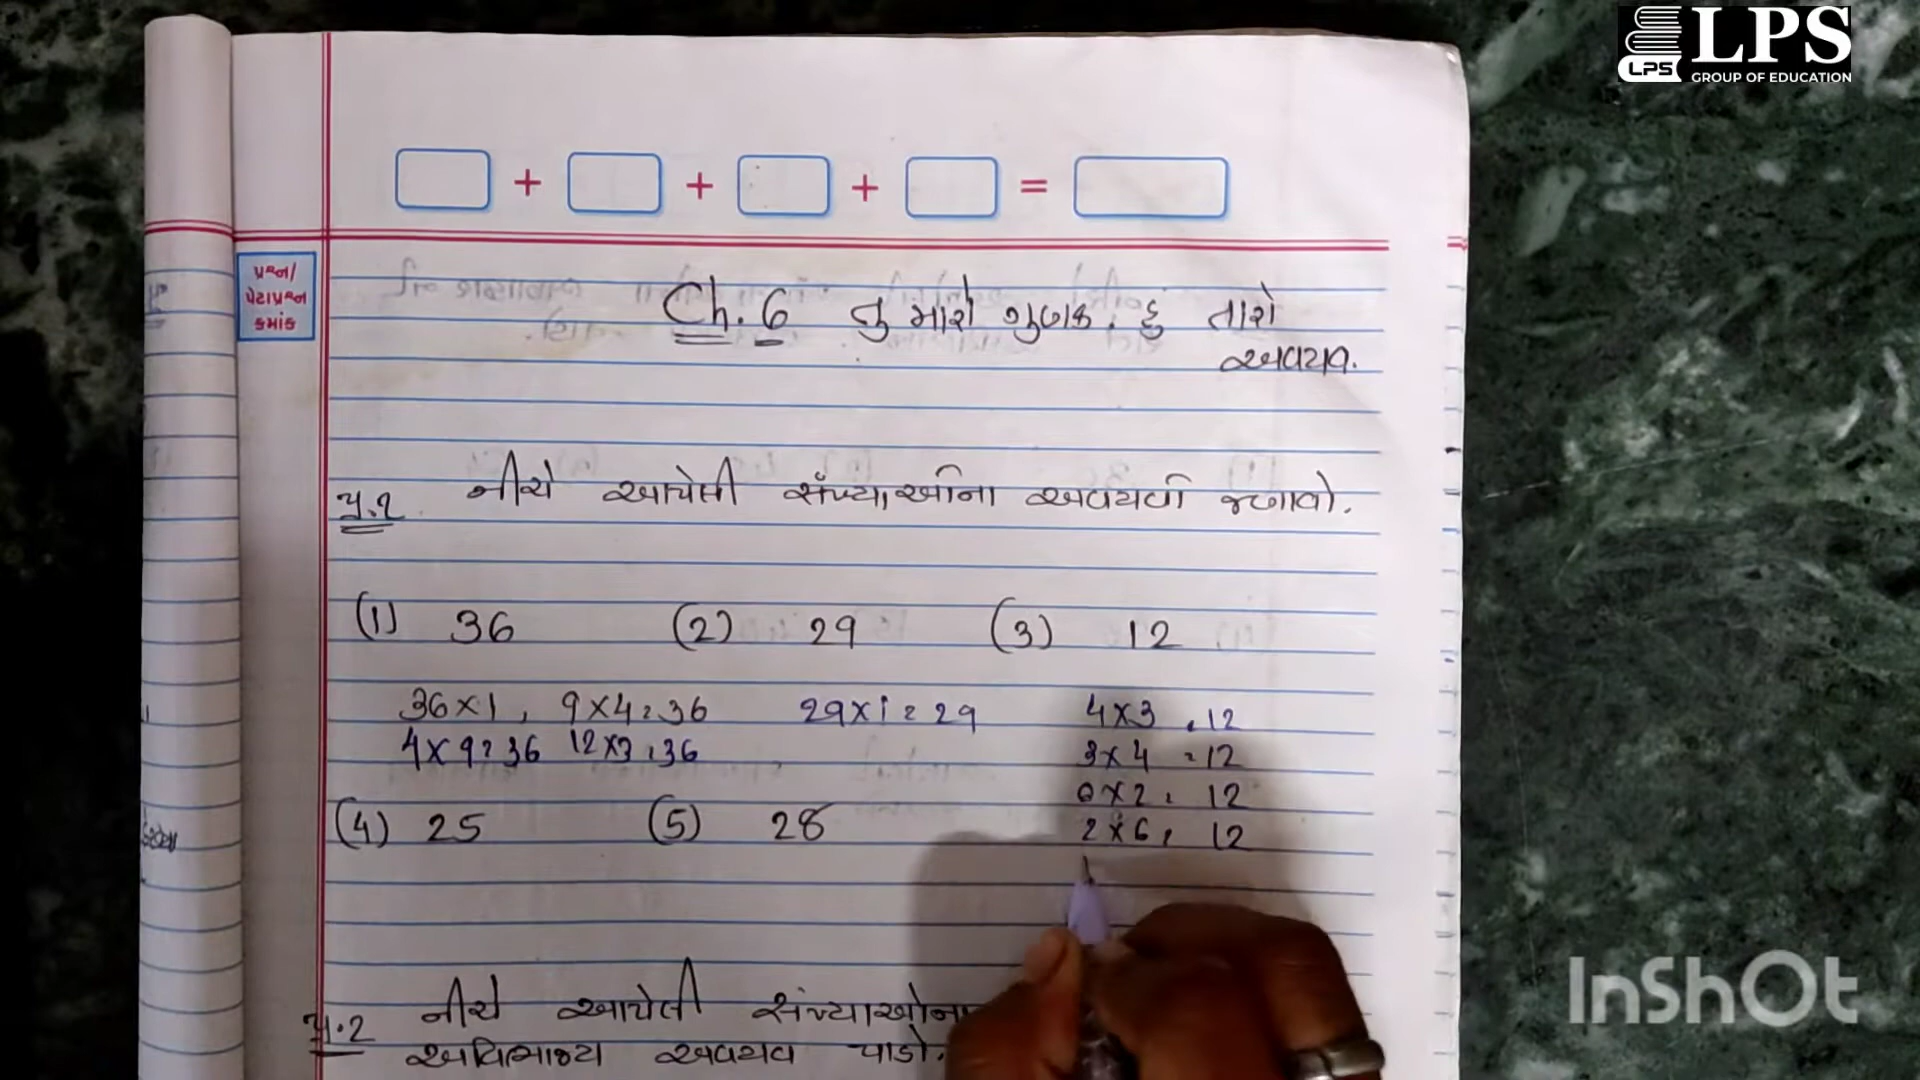 LPS
LPS
GROUP OF EDUCATION
+ + + =
પ્રશ્ન/
પેટાપ્રશ્ન
ક્રમાંક
Ch. 6 તુ મારો ગુણક. હુ તારો
અવયવ.
પ્ર.૧ નીચે આપેલી સંખ્યાઓના અવયવો જણાવો.
(1) 36 (2) 29 (3) 12
36×1, 9×4=36 29×1=29 4×3 =12
4×9=36 12×3=36 3×4 =12
6×2= 12
(4) 25 (5) 28 2×6= 12
પ્ર.2 નીચે આપેલી સંખ્યાઓના
અવિભાજ્ય અવયવ પાડો.
InShOt